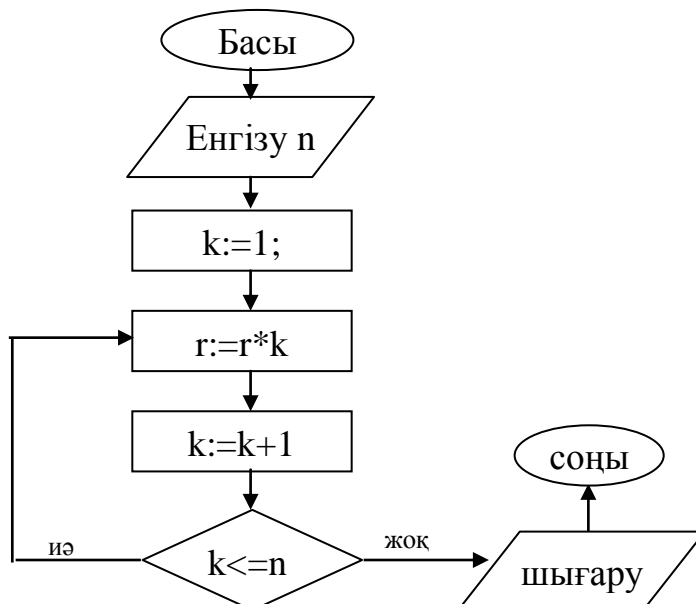 Басы
Енгізу n
k:=1;
r:=r*k
k:=k+1
k<=n
иә
жоқ
шығару
соңы